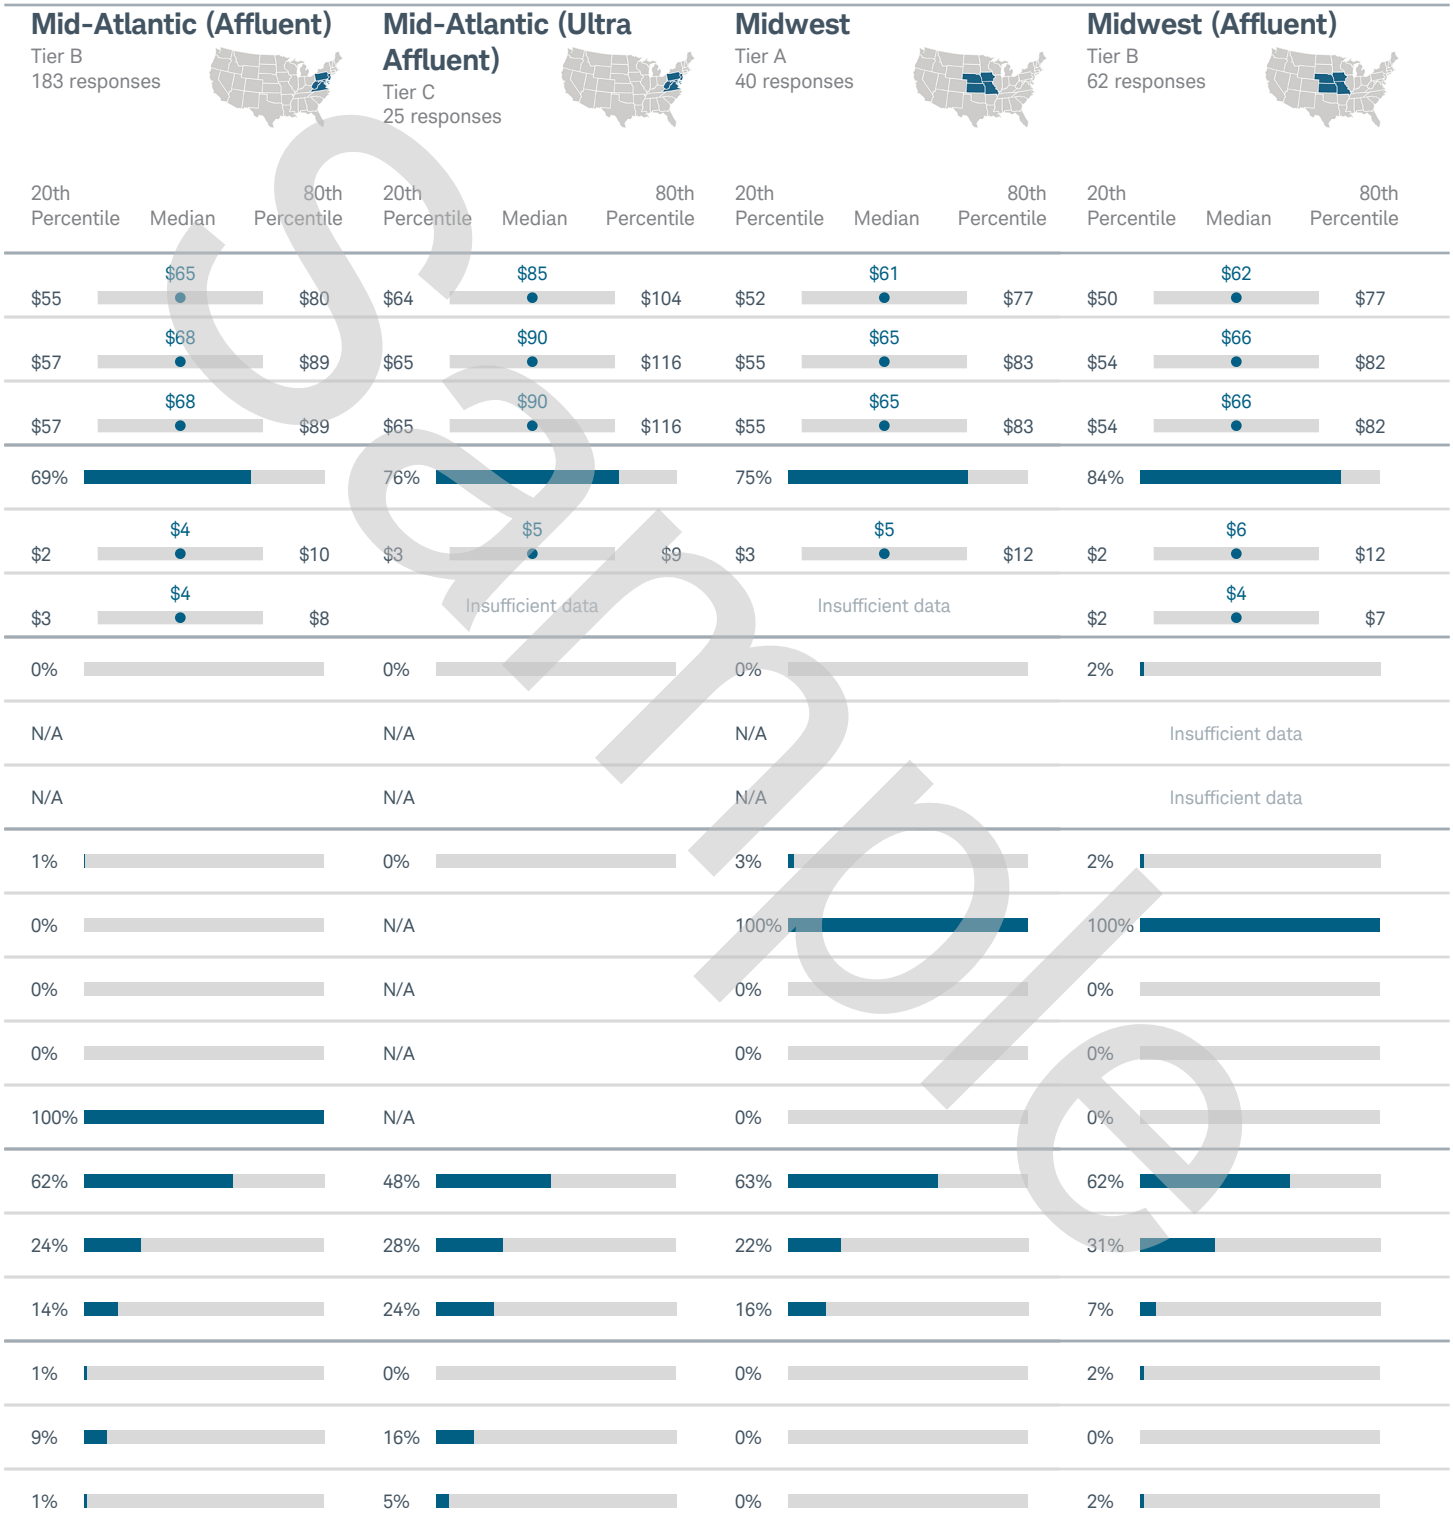 Mid-Atlantic (Affluent)
Tier B
183 responses
Mid-Atlantic (Ultra
Affluent)
Tier C
25 responses
Midwest
Tier A
40 responses
Midwest (Affluent)
Tier B
62 responses
20th 80th 20th 80th 20th 80th 20th 80th
Percentile Median Percentile Percentile Median Percentile Percentile Median Percentile Percentile Median Percentile
$65 $85 $61 $62
$55 $80 $64 $104 $52 $77 $50 $77
$68 $90 $65 $66
$57 $89 $65 $116 $55 $83 $54 $82
$68 $90 $65 $66
$57 $89 $65 $116 $55 $83 $54 $82
69% 76% 75% 84%
$4 $5 $5 $6
$2 $10 $3 $9 $3 $12 $2 $12
$4 Insufficient data Insufficient data $4
$3 $8 $2 $7
0% 0% 0% 2%
N/A N/A N/A Insufficient data
N/A N/A N/A Insufficient data
1% 0% 3% 2%
0% N/A 100% 100%
0% N/A 0% 0%
0% N/A 0% 0%
100% N/A 0% 0%
62% 48% 63% 62%
24% 28% 22% 31%
14% 24% 16% 7%
1% 0% 0% 2%
9% 16% 0% 0%
1% 5% 0% 2%
Sample